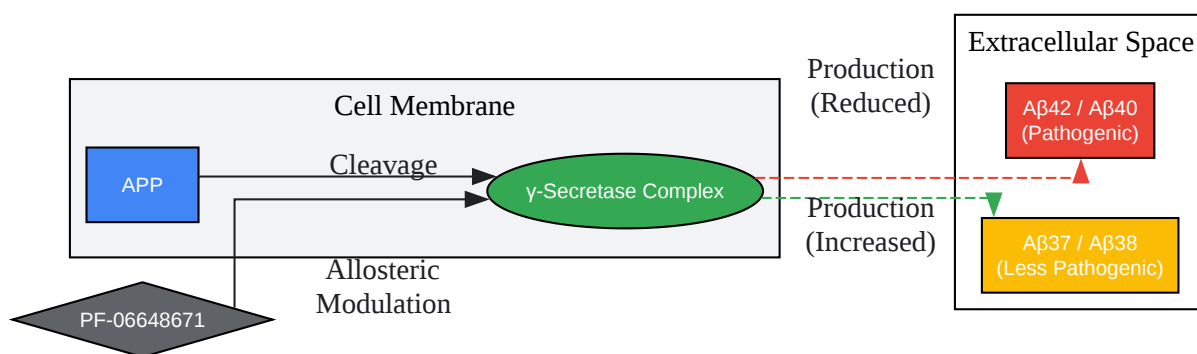 Cell Membrane
APP
Cleavage
γ-Secretase Complex
Allosteric
Modulation
PF-06648671
Production
(Reduced)
Production
(Increased)
Extracellular Space
Aβ42 / Aβ40
(Pathogenic)
Aβ37 / Aβ38
(Less Pathogenic)